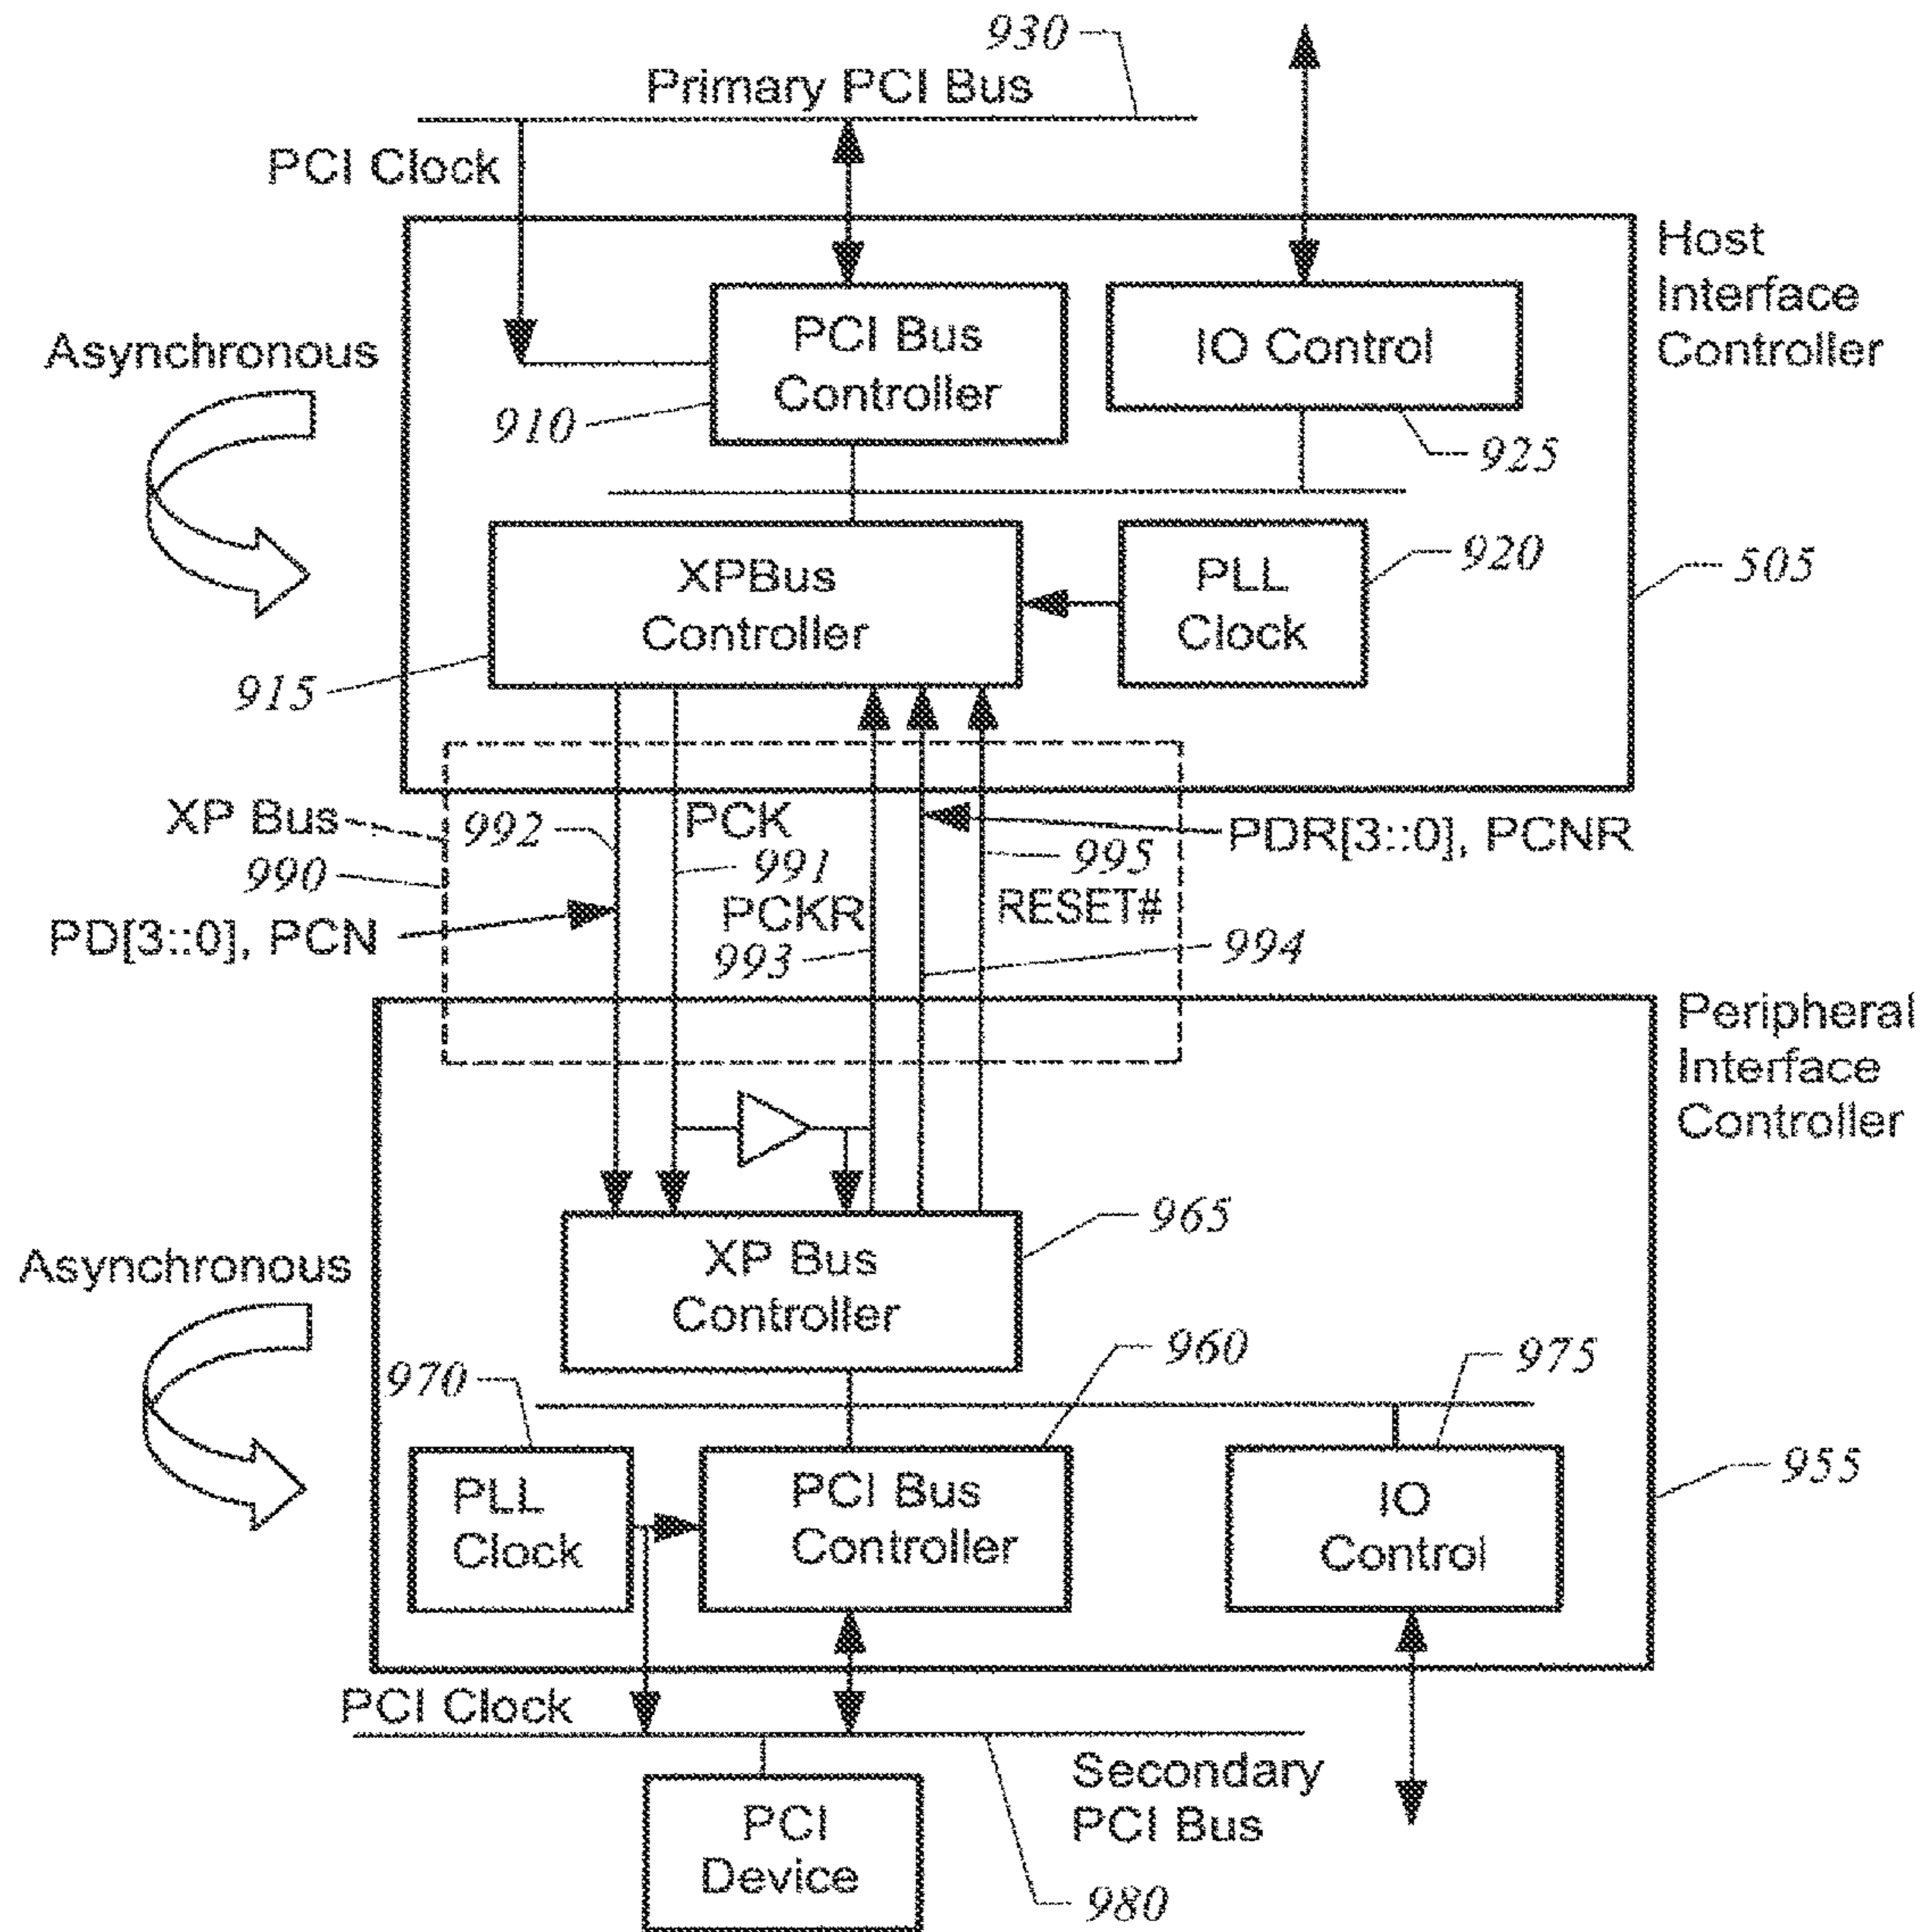 930
Primary PCI Bus
PCI Clock
Host
Interface
Controller
Asynchronous
PCI Bus
Controller
IO Control
910
925
XPBus
Controller
PLL
Clock
920
505
915
XP Bus
990
992
PCK
991
995
PDR[3::0], PCNR
PD[3::0], PCN
PCKR
993
RESET#
994
Peripheral
Interface
Controller
XP Bus
Controller
965
Asynchronous
970
960
975
PLL
Clock
PCI Bus
Controller
IO
Control
955
PCI Clock
Secondary
PCI Bus
PCI
Device
980